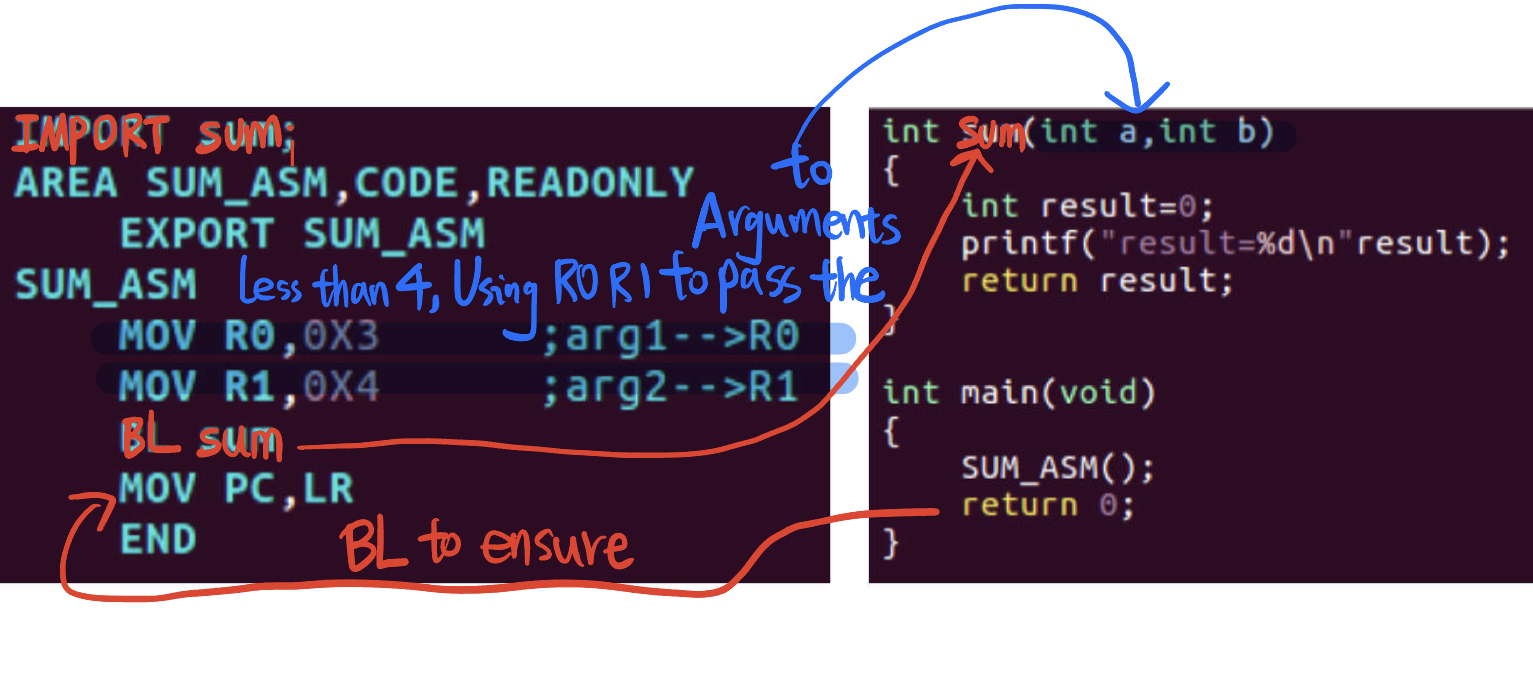 IMPORT sum;
AREA SUM_ASM,CODE,READONLY
EXPORT SUM_ASM
SUM_ASM
MOV R0,0X3 ;arg1-->R0
MOV R1,0X4 ;arg2-->R1
BL sum
MOV PC,LR
END
Less than 4, Using R0 R1 to pass the
Arguments
to
BL to ensure
int sum(int a,int b)
{
int result=0;
printf("result=%d\n"result);
return result;
}
int main(void)
{
SUM_ASM();
return 0;
}